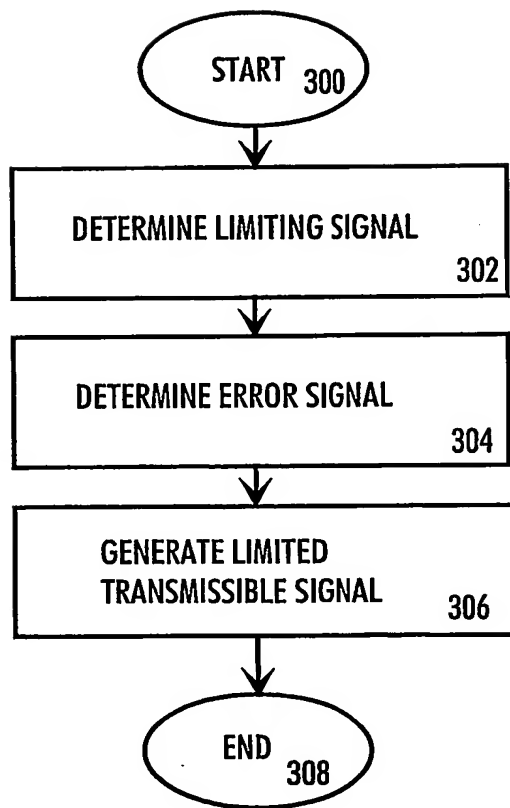 START 300
DETERMINE LIMITING SIGNAL
302
DETERMINE ERROR SIGNAL
304
GENERATE LIMITED
TRANSMISSIBLE SIGNAL 306
END 308